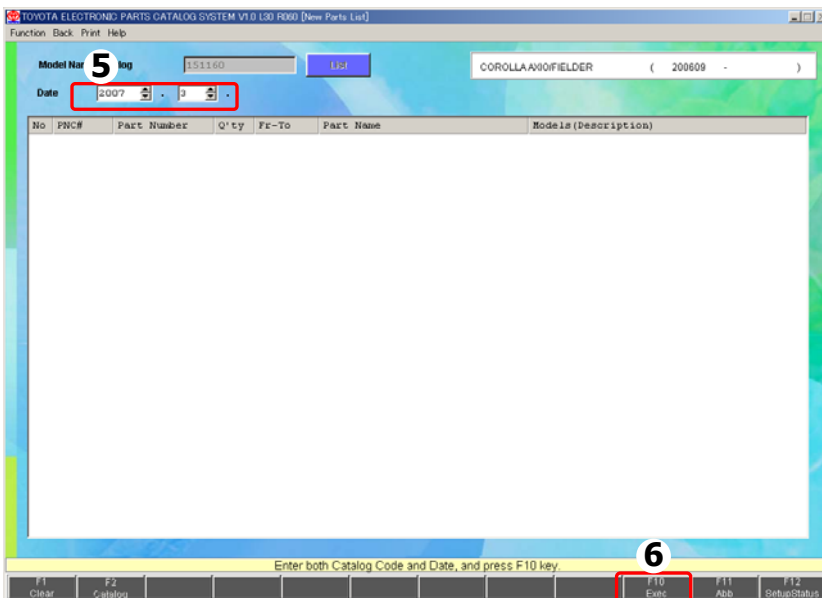 TOYOTA ELECTRONIC PARTS CATALOG SYSTEM V1.0 L30 R060 [New Parts List]
Function Back Print Help
Model Nam 5 log 151160 List COROLLA AXIO/FIELDER ( 200609 - )
Date 2007 . 3 .
No PNC# Part Number Q'ty Fr-To Part Name Models(Description)
Enter both Catalog Code and Date, and press F10 key.
6
F1 F2 F10 F11 F12
Clear Catalog Exec Abb SetupStatus